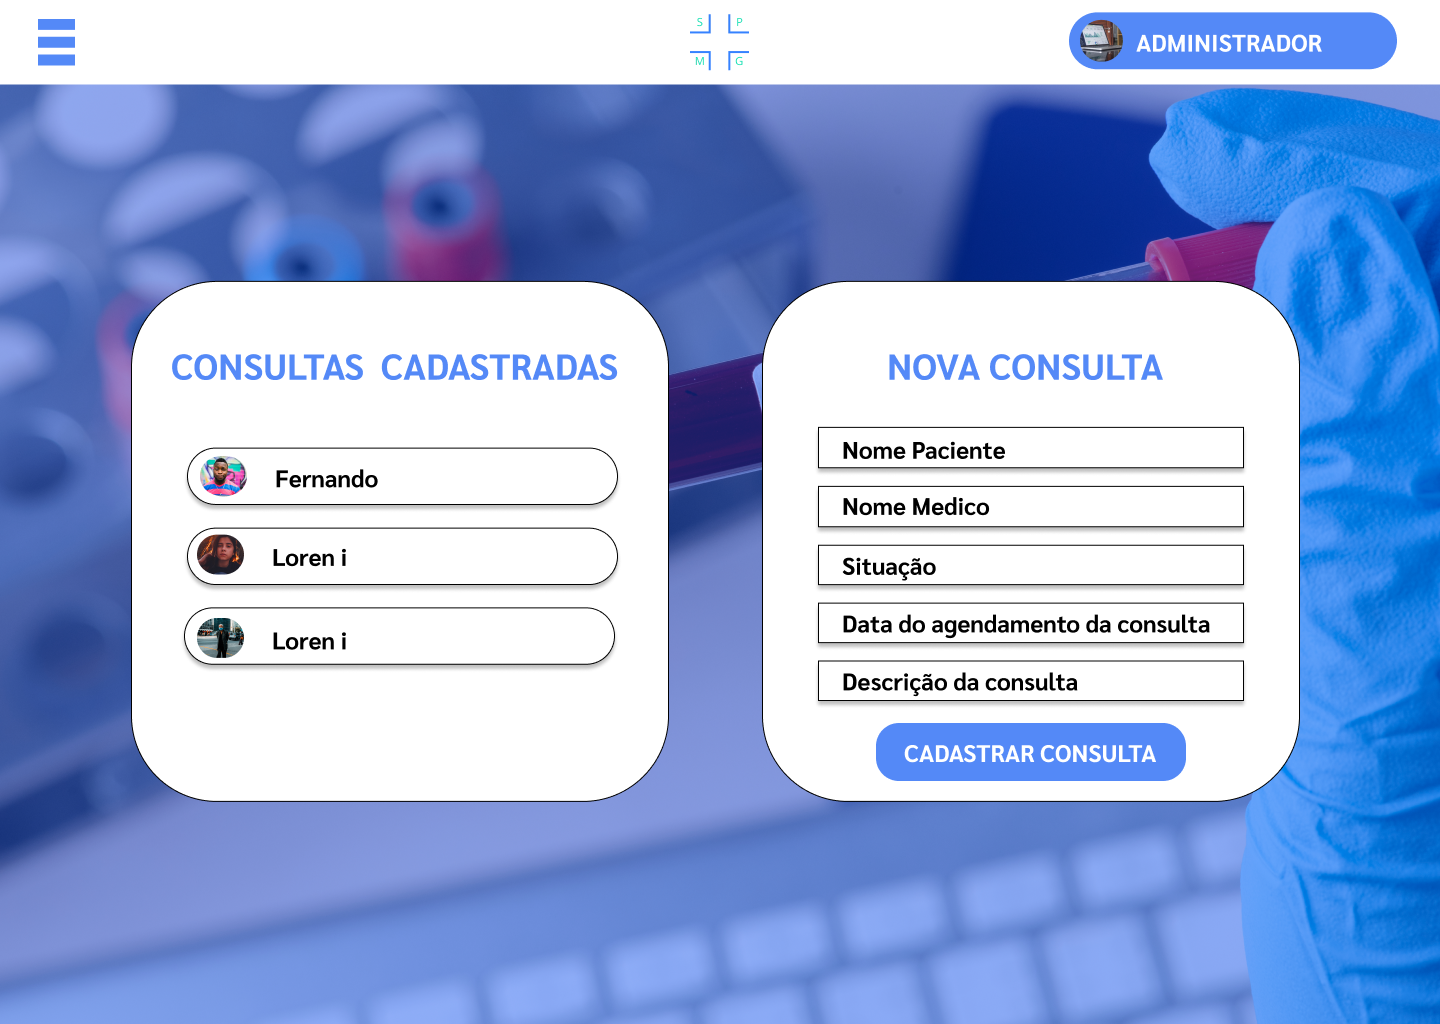 S P
M G
ADMINISTRADOR
CONSULTAS CADASTRADAS
Fernando
Loren i
Loren i
NOVA CONSULTA
Nome Paciente
Nome Medico
Situação
Data do agendamento da consulta
Descrição da consulta
CADASTRAR CONSULTA